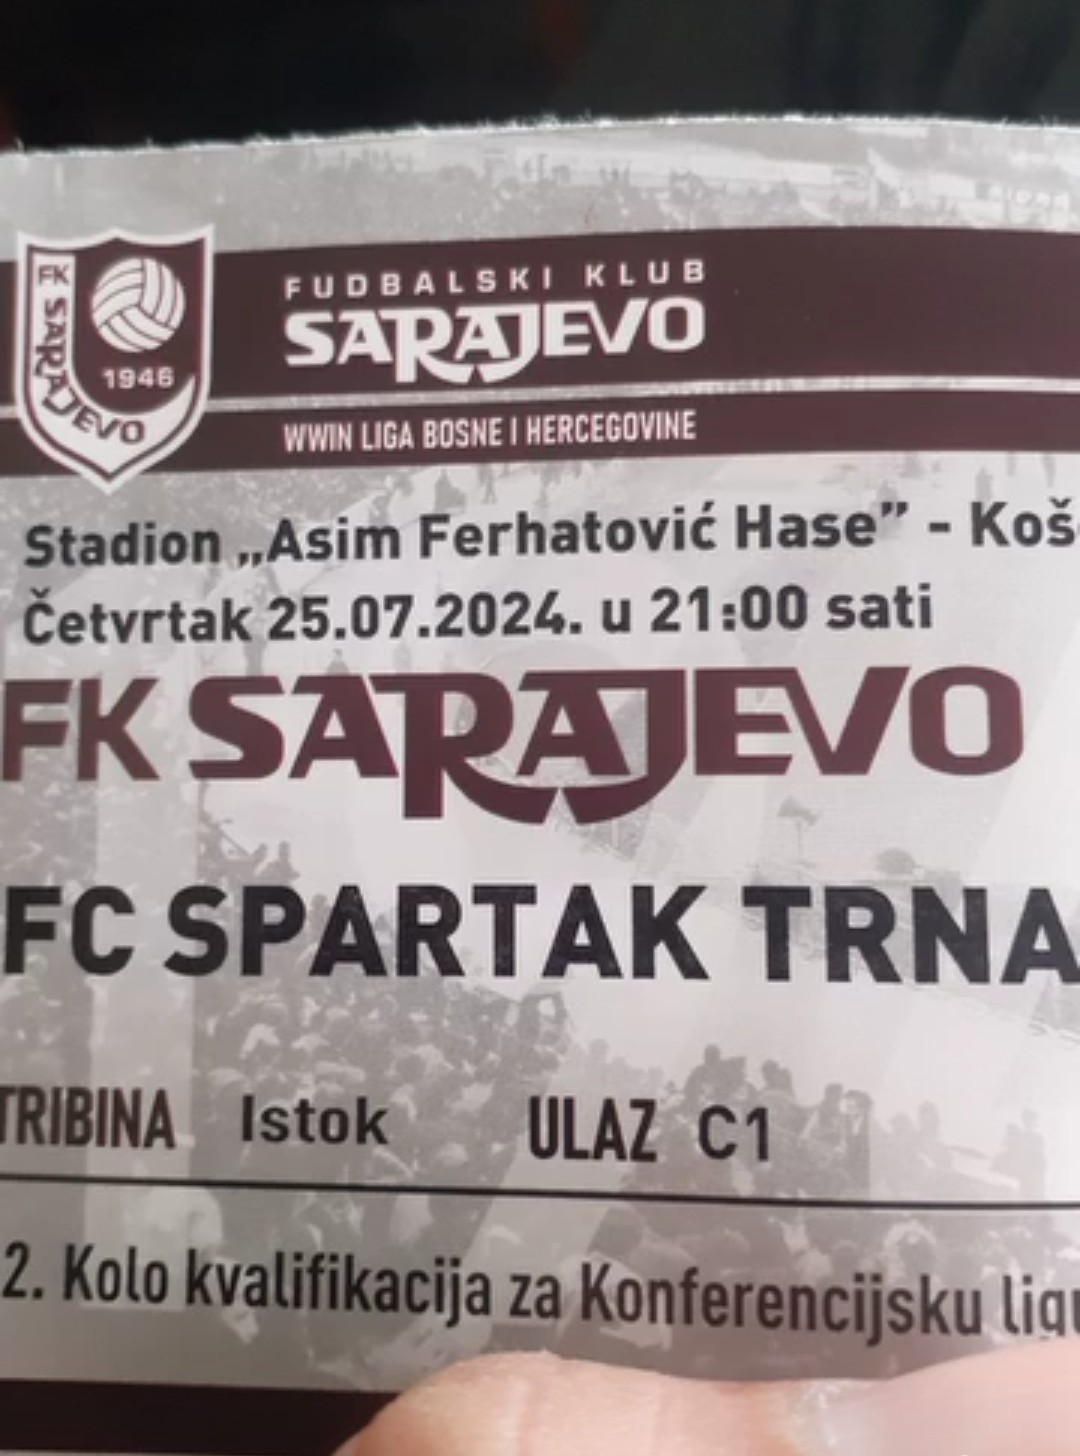 FK SARAJEVO
1946
FUDBALSKI KLUB
SARAJEVO
WWIN LIGA BOSNE I HERCEGOVINE
Stadion „Asim Ferhatović Hase” - Koš
Četvrtak 25.07.2024. u 21:00 sati
FK SARAJEVO
FC SPARTAK TRNA
TRIBINA Istok ULAZ C1
2. Kolo kvalifikacija za Konferencijsku ligu